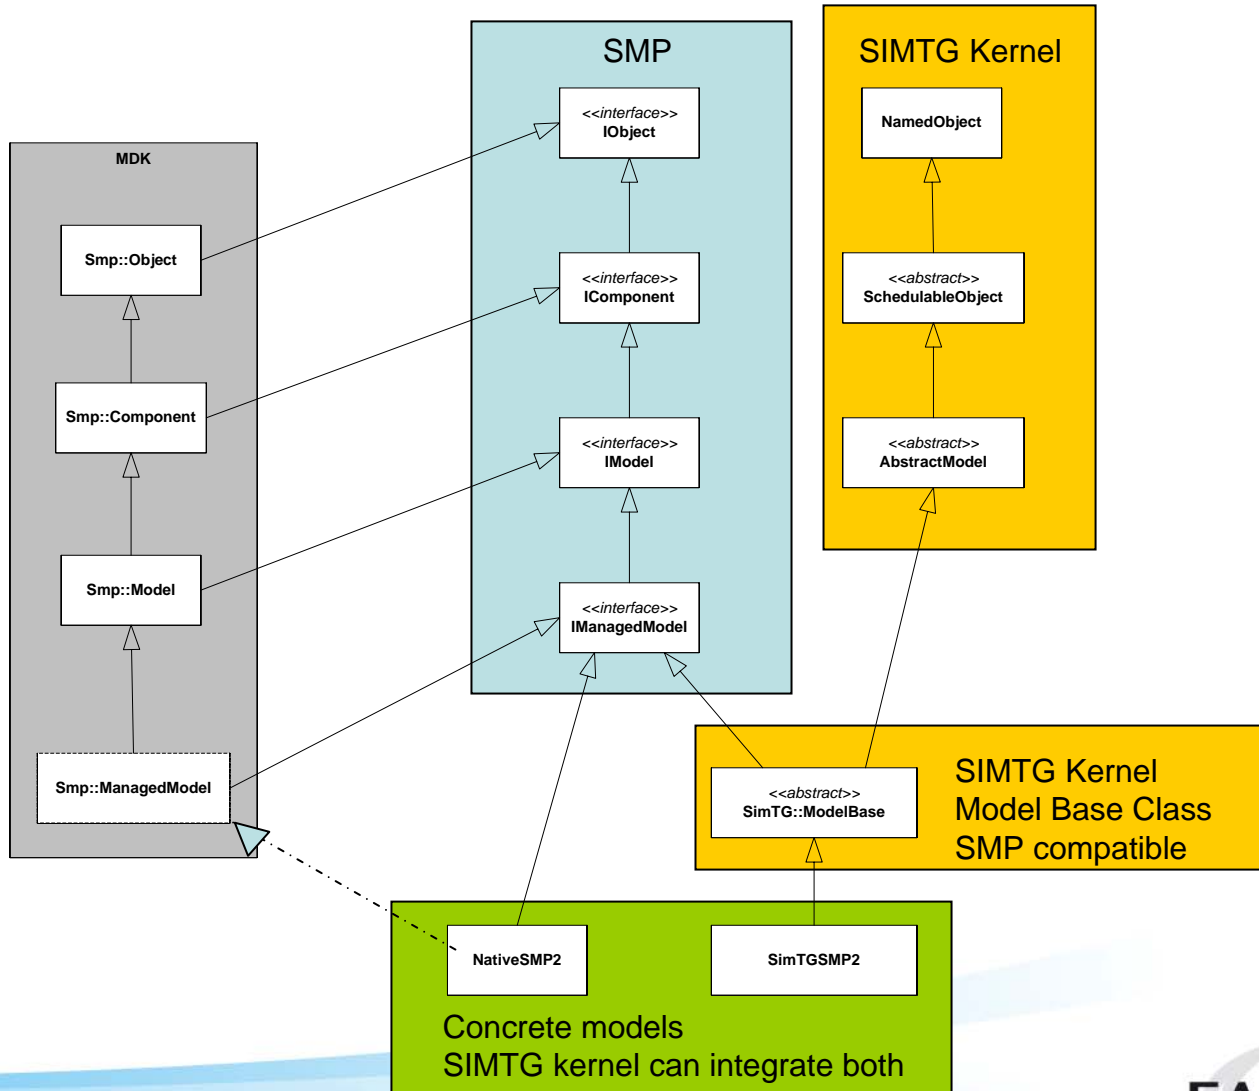 SMP
SIMTG Kernel
<<interface>>
IObject
NamedObject
MDK
Smp::Object
<<interface>>
IComponent
<<abstract>>
SchedulableObject
Smp::Component
<<interface>>
IModel
<<abstract>>
AbstractModel
Smp::Model
<<interface>>
IManagedModel
Smp::ManagedModel
<<abstract>>
SimTG::ModelBase
SIMTG Kernel
Model Base Class
SMP compatible
NativeSMP2
SimTGSMP2
Concrete models
SIMTG kernel can integrate both